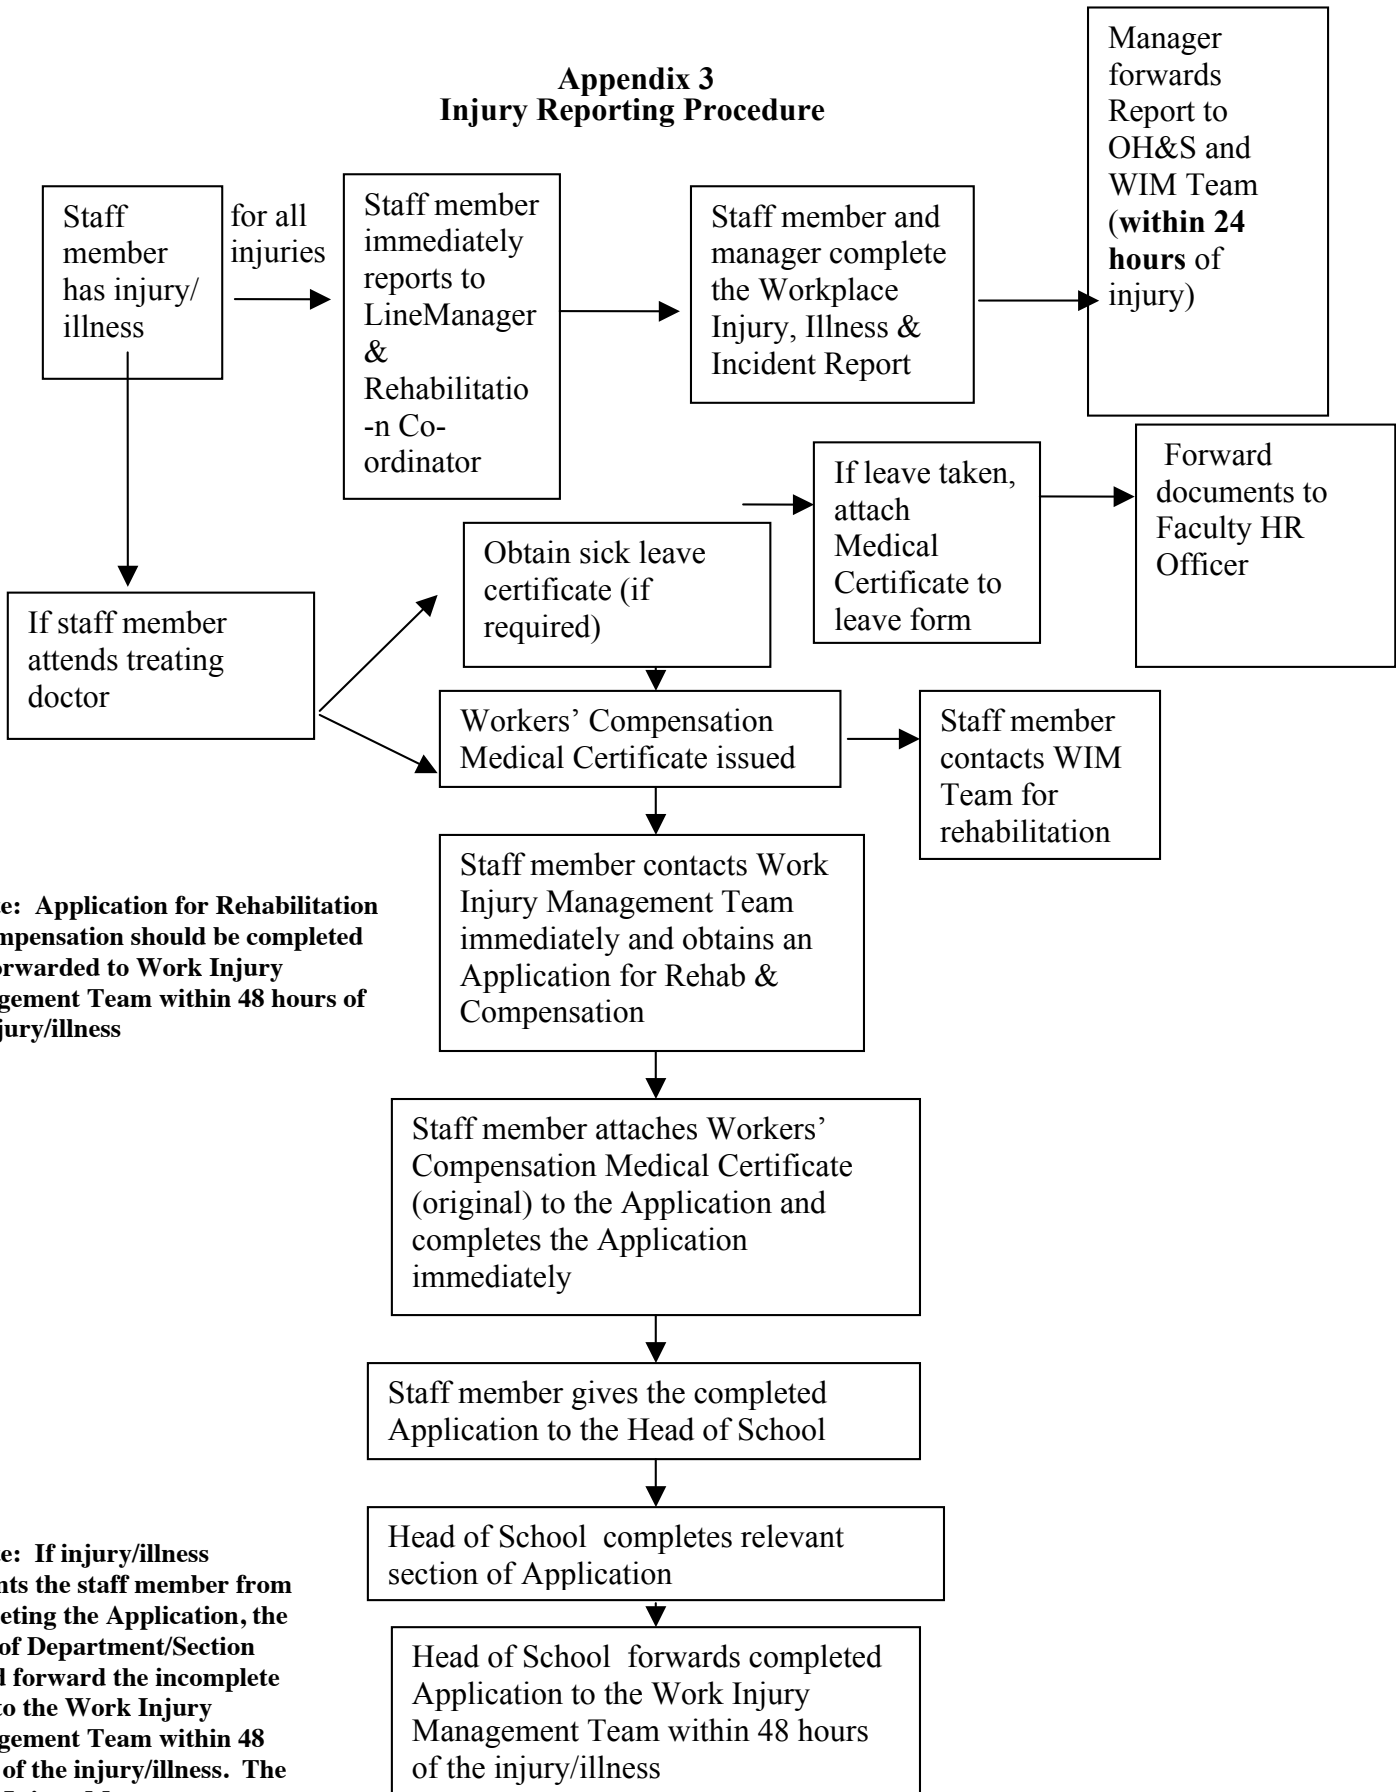 Appendix 3
Injury Reporting Procedure
Manager
forwards
Report to
OH&S and
WIM Team
(within 24
hours of
injury)
Staff
member
has injury/
illness
for all
injuries
Staff member
immediately
reports to
LineManager
&
Rehabilitatio
-n Co-
ordinator
Staff member and
manager complete
the Workplace
Injury, Illness &
Incident Report
If leave taken,
attach
Medical
Certificate to
leave form
Forward
documents to
Faculty HR
Officer
Obtain sick leave
certificate (if
required)
If staff member
attends treating
doctor
Workers’ Compensation
Medical Certificate issued
Staff member
contacts WIM
Team for
rehabilitation
Staff member contacts Work
Injury Management Team
immediately and obtains an
Application for Rehab &
Compensation
Application for Rehabilitation
should be completed
to Work Injury
Team within 48 hours of
Staff member attaches Workers’
Compensation Medical Certificate
(original) to the Application and
completes the Application
immediately
Staff member gives the completed
Application to the Head of School
Head of School completes relevant
section of Application
If injury/illness
the staff member from
the Application, the
of Department/Section
forward the incomplete
to the Work Injury
Team within 48
of the injury/illness. The
Head of School forwards completed
Application to the Work Injury
Management Team within 48 hours
of the injury/illness